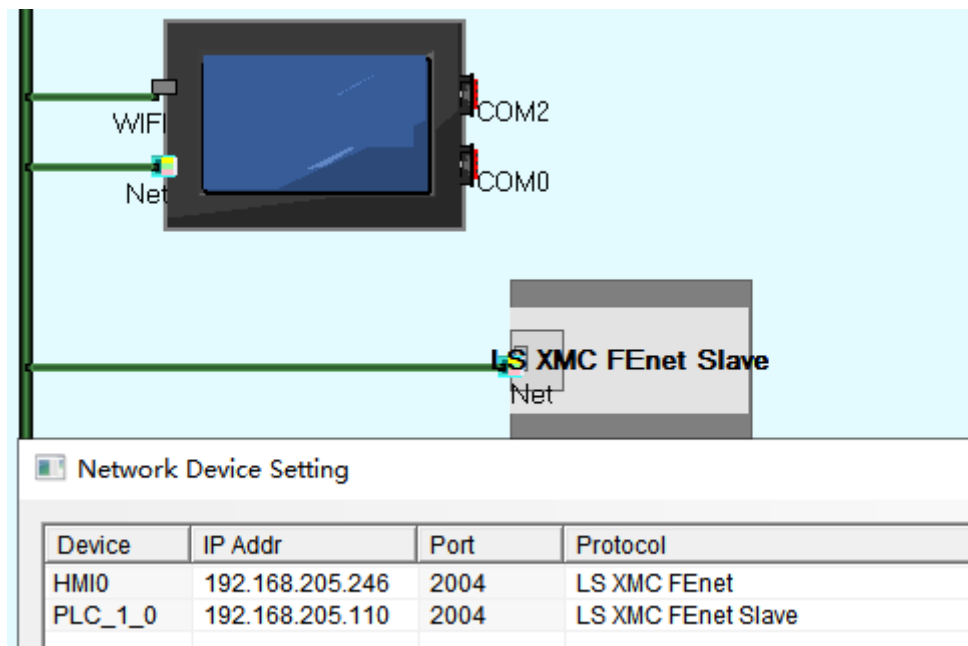 WIFI
COM2
Net
COM0
LS XMC FEnet Slave
Net
Network Device Setting
Device IP Addr Port Protocol
HMI0 192.168.205.246 2004 LS XMC FEnet
PLC_1_0 192.168.205.110 2004 LS XMC FEnet Slave